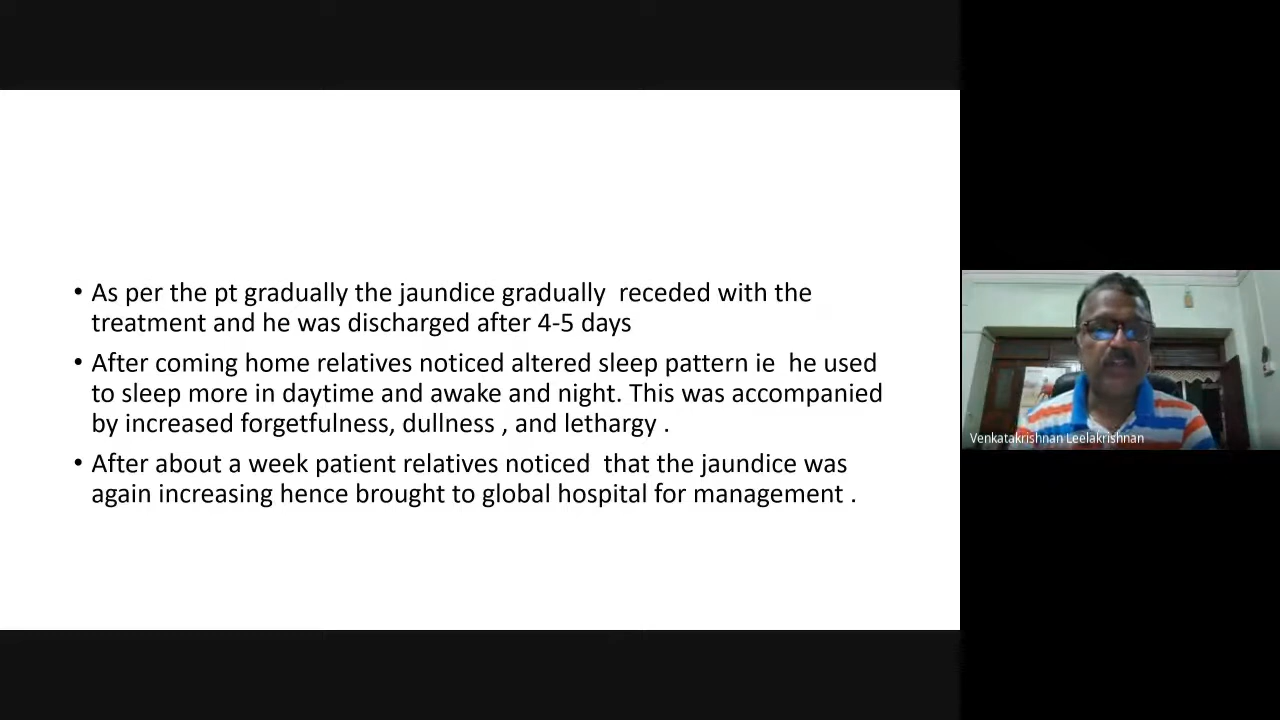 • As per the pt gradually the jaundice gradually  receded with the
treatment and he was discharged after 4-5 days
• After coming home relatives noticed altered sleep pattern ie  he used
to sleep more in daytime and awake and night. This was accompanied
by increased forgetfulness, dullness , and lethargy .
• After about a week patient relatives noticed  that the jaundice was
again increasing hence brought to global hospital for management .
Venkatakrishnan Leelakrishnan